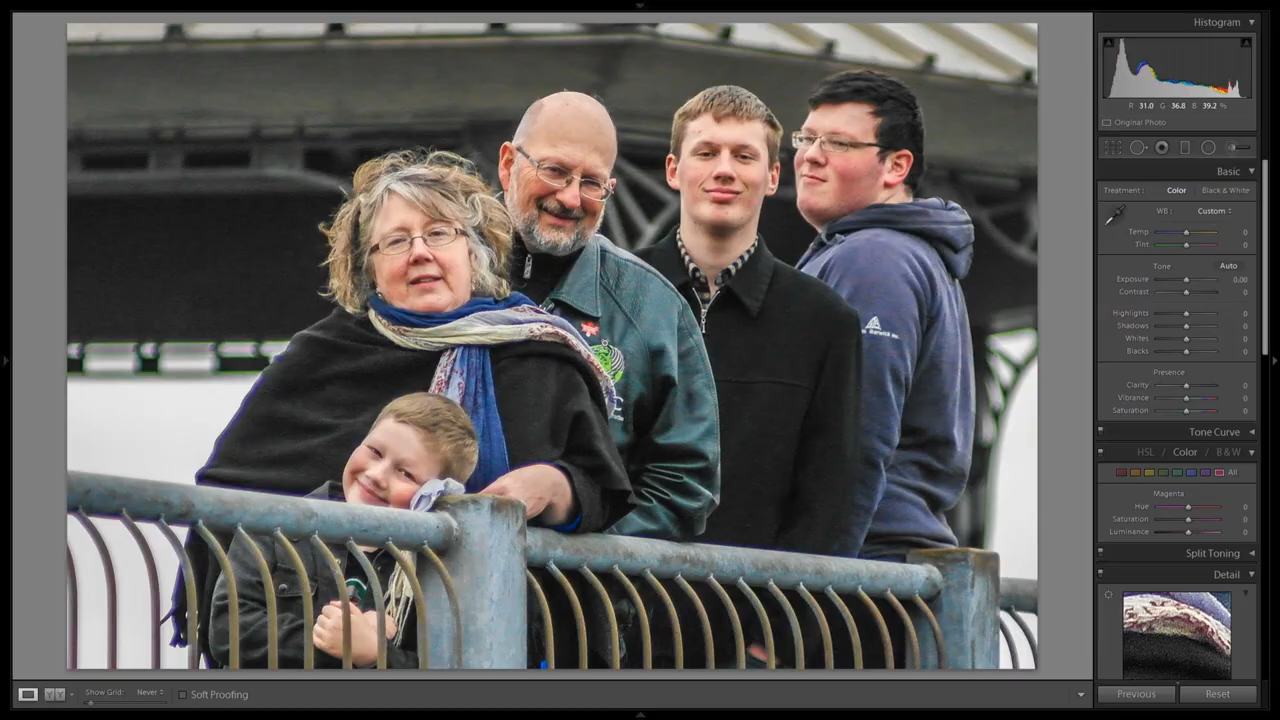 Histogram
R 31.0 G 36.8 B 39.2 %
Original Photo
Basic
Treatment : Color Black & White
WB : Custom
Temp 0
Tint 0
Tone Auto
Exposure 0.00
Contrast 0
Highlights 0
Shadows 0
Whites 0
Blacks 0
Presence
Clarity 0
Vibrance 0
Saturation 0
Tone Curve
HSL / Color / B & W
All
Magenta
Hue 0
Saturation 0
Luminance 0
Split Toning
Detail
Previous Reset
Y Y Show Grid: Never Soft Proofing